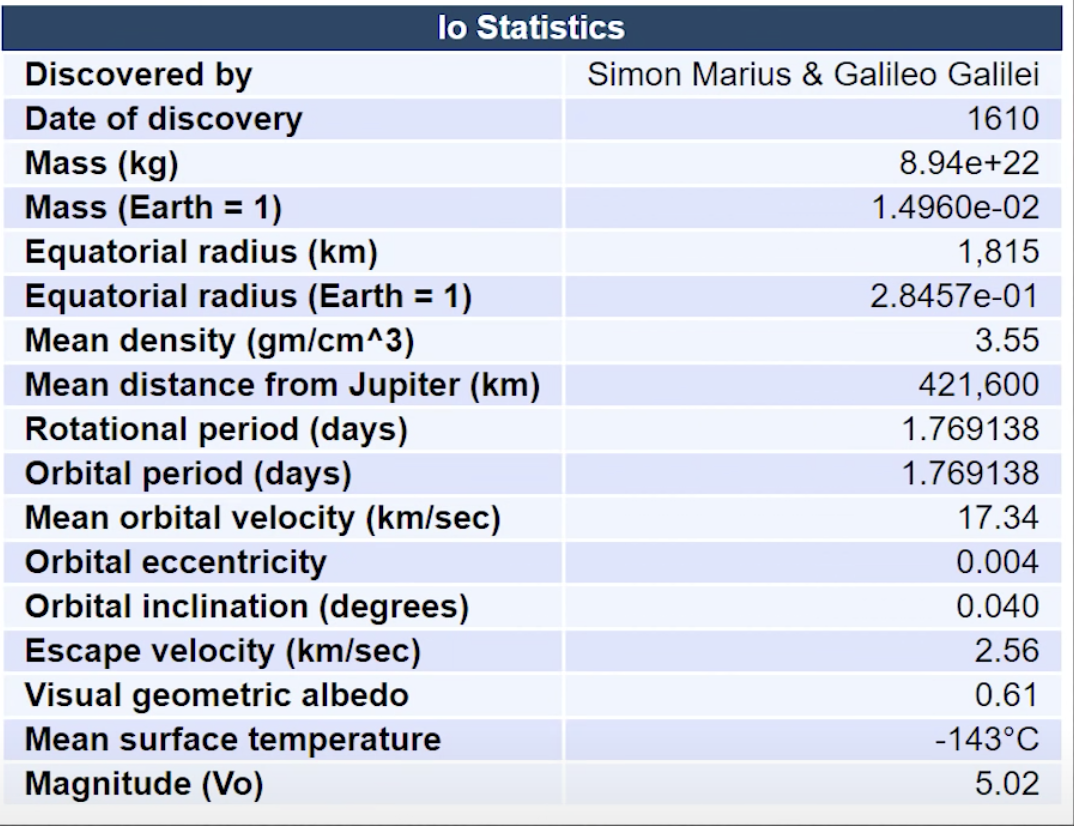 Io Statistics
Discovered by Simon Marius & Galileo Galilei
Date of discovery 1610
Mass (kg) 8.94e+22
Mass (Earth = 1) 1.4960e-02
Equatorial radius (km) 1,815
Equatorial radius (Earth = 1) 2.8457e-01
Mean density (gm/cm^3) 3.55
Mean distance from Jupiter (km) 421,600
Rotational period (days) 1.769138
Orbital period (days) 1.769138
Mean orbital velocity (km/sec) 17.34
Orbital eccentricity 0.004
Orbital inclination (degrees) 0.040
Escape velocity (km/sec) 2.56
Visual geometric albedo 0.61
Mean surface temperature -143°C
Magnitude (Vo) 5.02